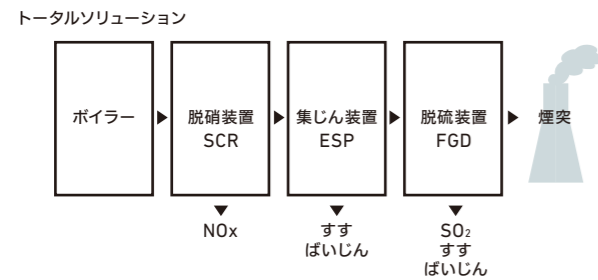 トータルソリューション
ボイラー
脱硝装置
SCR
集じん装置
ESP
脱硫装置
FGD
煙突
NOx
すす
ばいじん
SO₂
すす
ばいじん